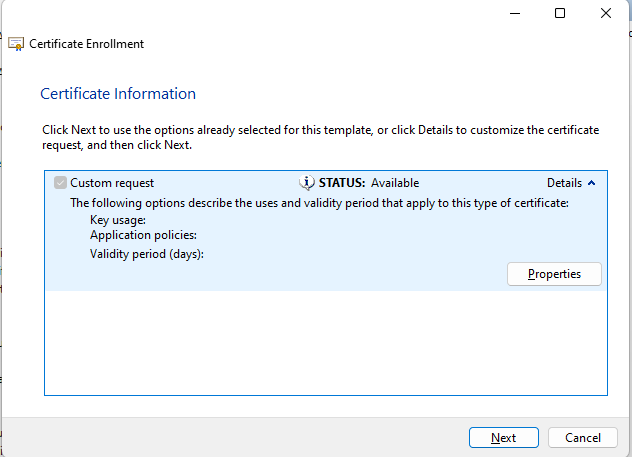 Certificate Enrollment
Certificate Information
Click Next to use the options already selected for this template, or click Details to customize the certificate
request, and then click Next.
Custom request STATUS: Available Details
The following options describe the uses and validity period that apply to this type of certificate:
Key usage:
Application policies:
Validity period (days):
Properties
Next Cancel